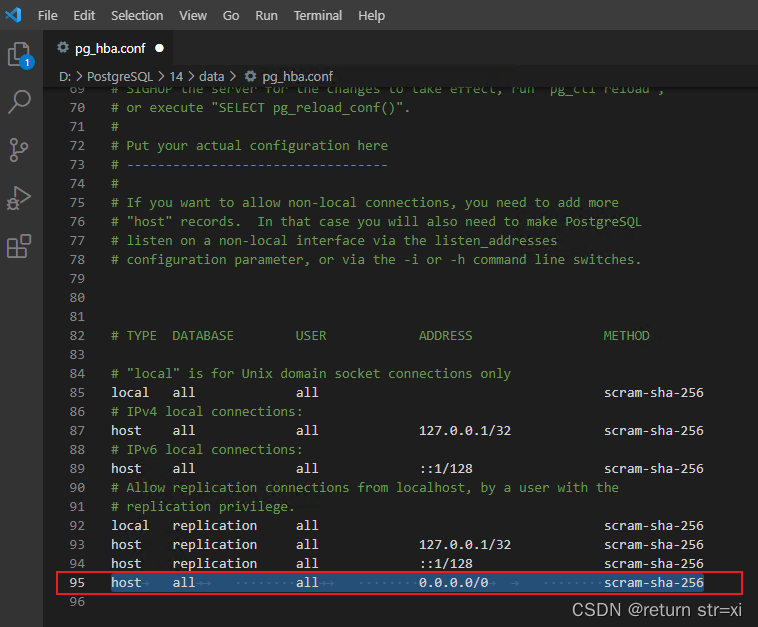 File Edit Selection View Go Run Terminal Help
pg_hba.conf
1
D: > PostgreSQL > 14 > data > pg_hba.conf
69 # SIGHUP the server for the changes to take effect, run "pg_ctl reload",
70 # or execute "SELECT pg_reload_conf()".
71 #
72 # Put your actual configuration here
73 # ----------------------------------
74 #
75 # If you want to allow non-local connections, you need to add more
76 # "host" records.  In that case you will also need to make PostgreSQL
77 # listen on a non-local interface via the listen_addresses
78 # configuration parameter, or via the -i or -h command line switches.
79
80
81
82 # TYPE  DATABASE        USER            ADDRESS                 METHOD
83
84 # "local" is for Unix domain socket connections only
85 local   all             all                                     scram-sha-256
86 # IPv4 local connections:
87 host    all             all             127.0.0.1/32            scram-sha-256
88 # IPv6 local connections:
89 host    all             all             ::1/128                 scram-sha-256
90 # Allow replication connections from localhost, by a user with the
91 # replication privilege.
92 local   replication     all                                     scram-sha-256
93 host    replication     all             127.0.0.1/32            scram-sha-256
94 host    replication     all             ::1/128                 scram-sha-256
95 host    all             all             0.0.0.0/0               scram-sha-256
96
CSDN @return str=xi